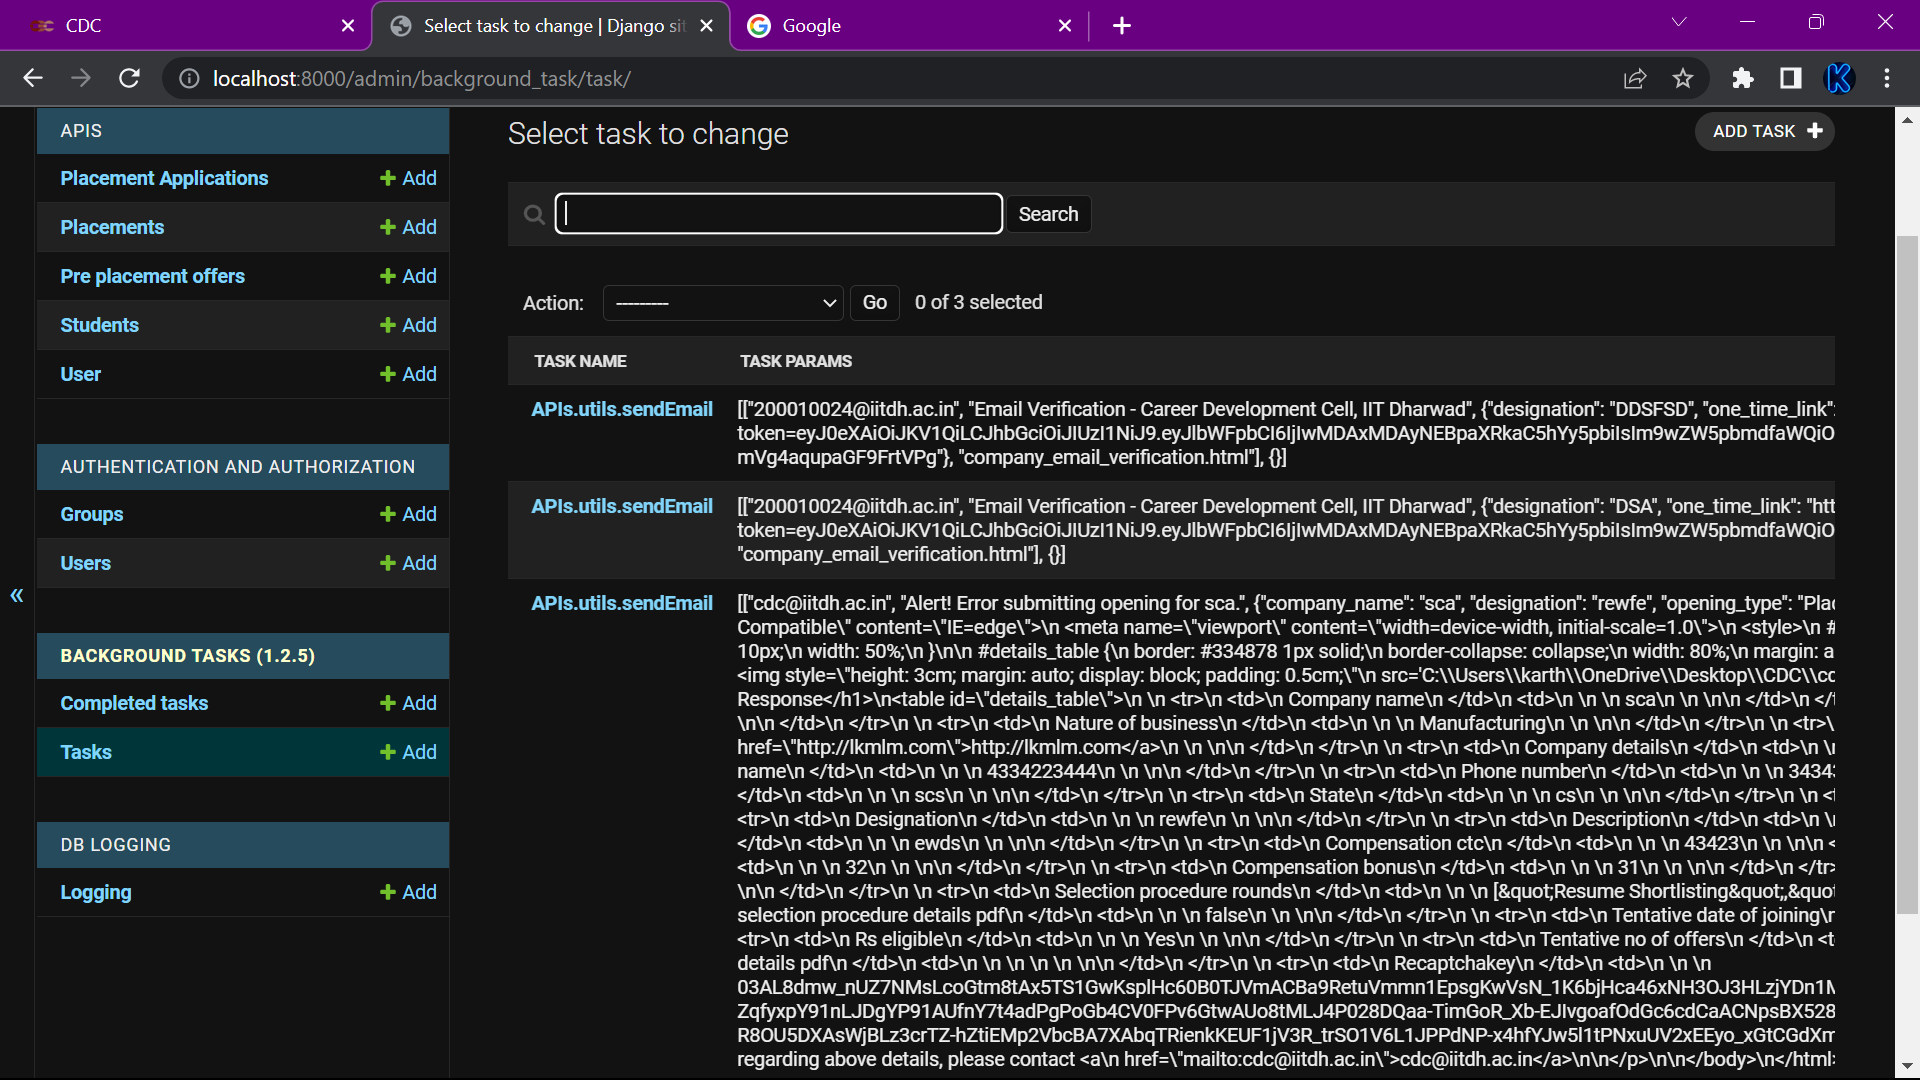 CDC
Select task to change | Django si
Google
localhost:8000/admin/background_task/task/
APIS
Placement Applications
Add
Placements
Add
Pre placement offers
Add
Students
Add
User
Add
AUTHENTICATION AND AUTHORIZATION
Groups
Add
Users
Add
«
BACKGROUND TASKS (1.2.5)
Completed tasks
Add
Tasks
Add
DB LOGGING
Logging
Add
Select task to change
ADD TASK
Search
Action:
---------
Go
0 of 3 selected
TASK NAME
TASK PARAMS
APIs.utils.sendEmail
[["200010024@iitdh.ac.in", "Email Verification - Career Development Cell, IIT Dharwad", {"designation": "DDSFSD", "one_time_link":
mVg4aqupaGF9FrtVPg"}, "company_email_verification.html"], {}]
APIs.utils.sendEmail
[["200010024@iitdh.ac.in", "Email Verification - Career Development Cell, IIT Dharwad", {"designation": "DSA", "one_time_link": "htt
"company_email_verification.html"], {}]
APIs.utils.sendEmail
[["cdc@iitdh.ac.in", "Alert! Error submitting opening for sca.", {"company_name": "sca", "designation": "rewfe", "opening_type": "Pla
Compatible\" content=\"IE=edge\">\n <meta name=\"viewport\" content=\"width=device-width, initial-scale=1.0\">\n <style>\n #
10px;\n width: 50%;\n }\n\n #details_table {\n border: #334878 1px solid;\n border-collapse: collapse;\n width: 80%;\n margin: a
<img style=\"height: 3cm; margin: auto; display: block; padding: 0.5cm;\"\n src='C:\\Users\\karth\\OneDrive\\Desktop\\CDC\\cc
Response</h1>\n<table id=\"details_table\">\n \n <tr>\n <td>\n Company name\n </td>\n <td>\n \n \n sca\n \n \n\n </td>\n </t
\n\n </td>\n </tr>\n \n <tr>\n <td>\n Nature of business\n </td>\n <td>\n \n \n Manufacturing\n \n \n\n </td>\n </tr>\n \n <tr>\
href=\"http://lkmlm.com\">http://lkmlm.com</a>\n \n \n\n </td>\n </tr>\n \n <tr>\n <td>\n Company details\n </td>\n <td>\n \
name\n </td>\n <td>\n \n \n 4334223444\n \n \n\n </td>\n </tr>\n \n <tr>\n <td>\n Phone number\n </td>\n <td>\n \n \n 3434
</td>\n <td>\n \n \n scs\n \n \n\n </td>\n </tr>\n \n <tr>\n <td>\n State\n </td>\n <td>\n \n \n cs\n \n \n\n </td>\n </tr>\n \n <t
<tr>\n <td>\n Designation\n </td>\n <td>\n \n \n rewfe\n \n \n\n </td>\n </tr>\n \n <tr>\n <td>\n Description\n </td>\n <td>\n \
</td>\n <td>\n \n \n ewds\n \n \n\n </td>\n </tr>\n \n <tr>\n <td>\n Compensation ctc\n </td>\n <td>\n \n \n 43423\n \n \n\n <
<td>\n \n \n 32\n \n \n\n </td>\n </tr>\n \n <tr>\n <td>\n Compensation bonus\n </td>\n <td>\n \n \n 31\n \n \n\n </td>\n </tr>
\n\n </td>\n </tr>\n \n <tr>\n <td>\n Selection procedure rounds\n </td>\n <td>\n \n \n [&quot;Resume Shortlisting&quot;,&quot
selection procedure details pdf\n </td>\n <td>\n \n \n false\n \n \n\n </td>\n </tr>\n \n <tr>\n <td>\n Tentative date of joining\n
<tr>\n <td>\n Rs eligible\n </td>\n <td>\n \n \n Yes\n \n \n\n </td>\n </tr>\n \n <tr>\n <td>\n Tentative no of offers\n </td>\n <t
details pdf\n </td>\n <td>\n \n \n \n \n \n\n </td>\n </tr>\n \n <tr>\n <td>\n Recaptchakey\n </td>\n <td>\n \n \n
regarding above details, please contact <a\n href=\"mailto:cdc@iitdh.ac.in\">cdc@iitdh.ac.in</a>\n\n</p>\n\n</body>\n</html>